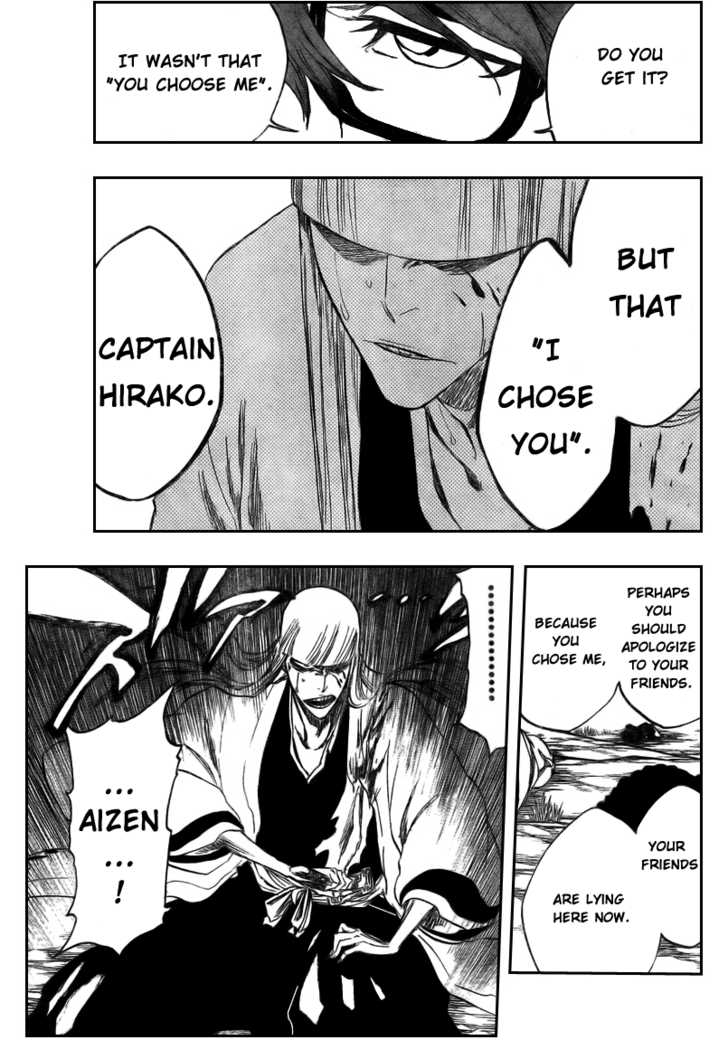 DO YOU
GET IT?
IT WASN'T THAT
"YOU CHOOSE ME".
BUT
THAT
"I
CHOSE
YOU".
CAPTAIN
HIRAKO.
PERHAPS
YOU
SHOULD
APOLOGIZE
TO YOUR
FRIENDS.
BECAUSE
YOU
CHOSE ME,
YOUR
FRIENDS
ARE LYING
HERE NOW.
...
AIZEN
...
!